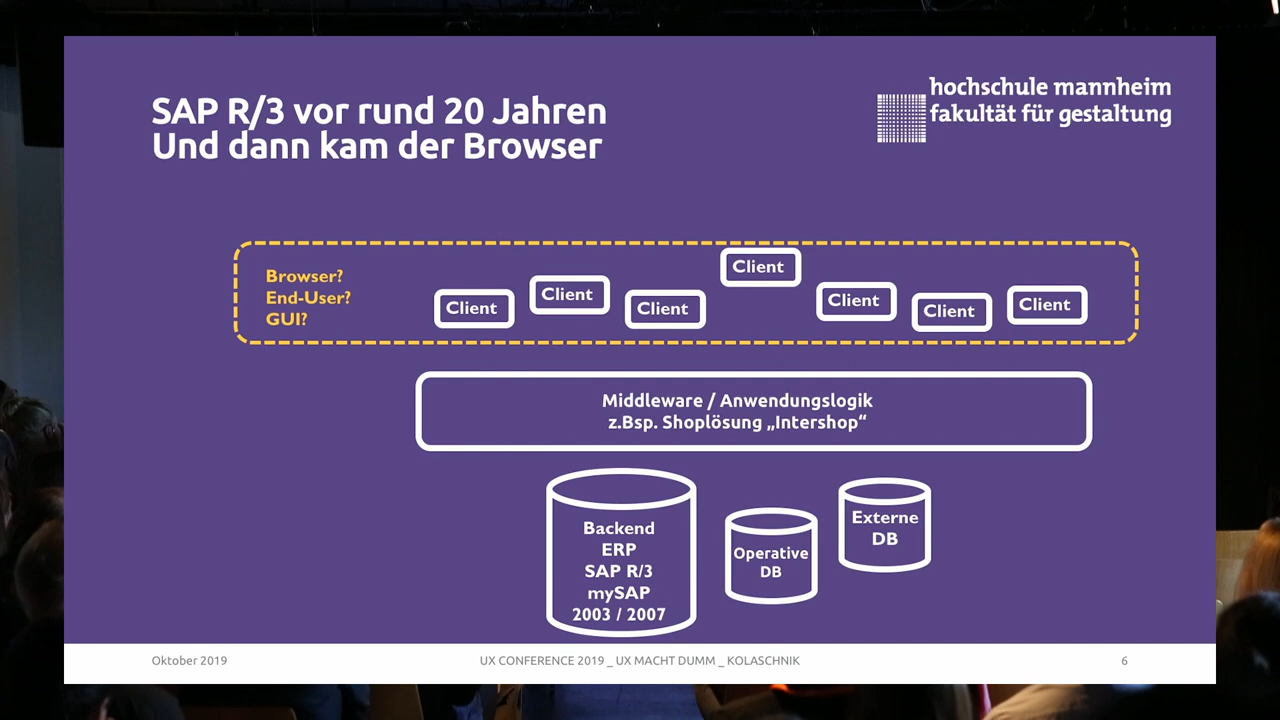 SAP R/3 vor rund 20 Jahren
Und dann kam der Browser
hochschule mannheim
fakultät für gestaltung
Browser?
End-User?
GUI?
Client
Client
Client
Client
Client
Client
Client
Middleware / Anwendungslogik
z.Bsp. Shoplösung „Intershop“
Backend
ERP
SAP R/3
mySAP
2003 / 2007
Operative
DB
Externe
DB
Oktober 2019
UX CONFERENCE 2019 _ UX MACHT DUMM _ KOLASCHNIK
6